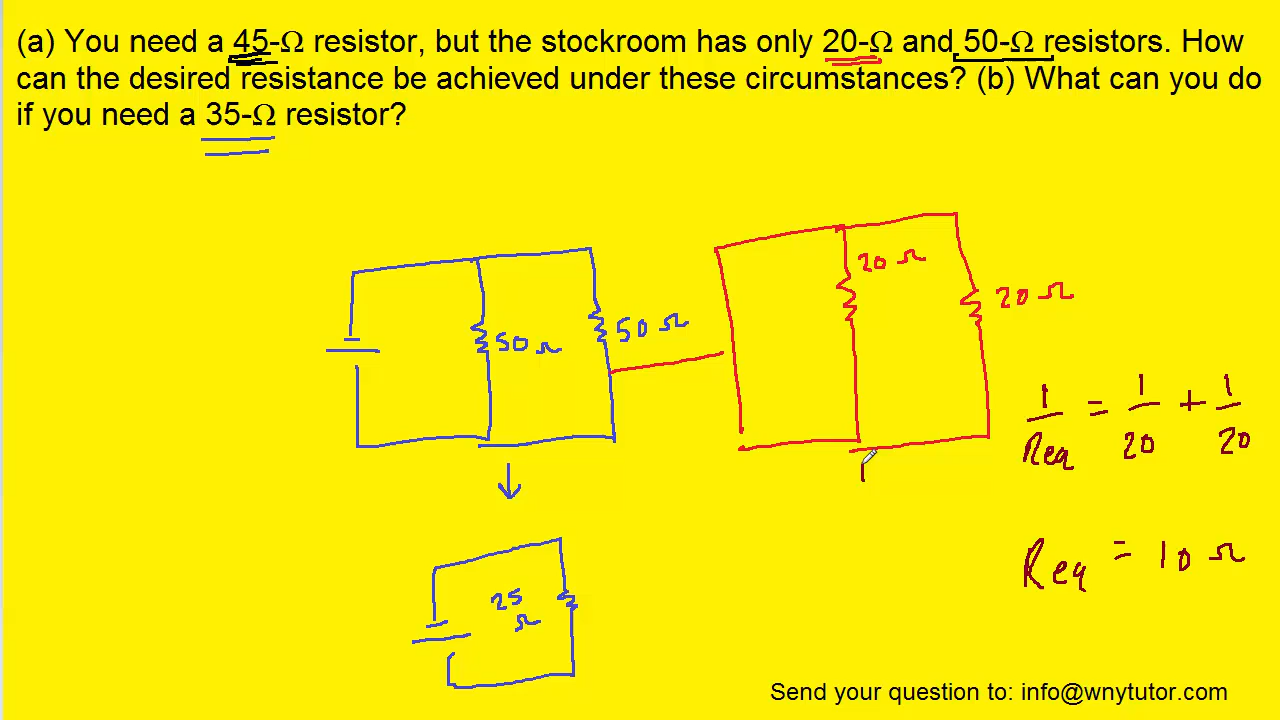 (a) You need a 45-Ω resistor, but the stockroom has only 20-Ω and 50-Ω resistors. How
can the desired resistance be achieved under these circumstances? (b) What can you do
if you need a 35-Ω resistor?
20 Ω
20 Ω
50 Ω
50 Ω
1/Req = 1/20 + 1/20
Req = 10 Ω
25
Ω
Send your question to: info@wnytutor.com